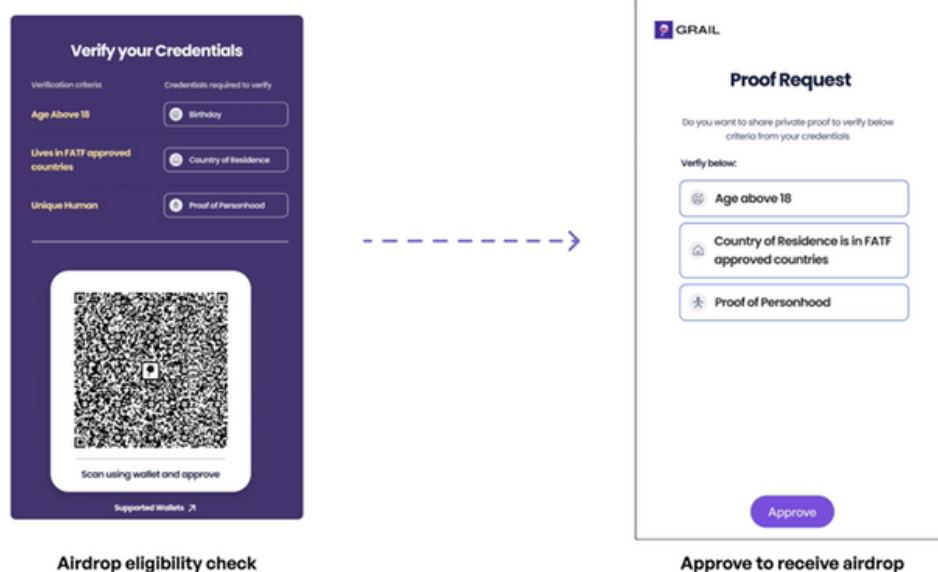 Verify your Credentials
Verification criteria
Credentials required to verify
Age Above 18
Birthday
Lives in FATF approved
countries
Country of Residence
Unique Human
Proof of Personhood
Scan using wallet and approve
Supported Wallets
Airdrop eligibility check
GRAIL
Proof Request
Do you want to share private proof to verify below
criteria from your credentials
Verfiy below:
Age above 18
Country of Residence is in FATF
approved countries
Proof of Personhood
Approve
Approve to receive airdrop